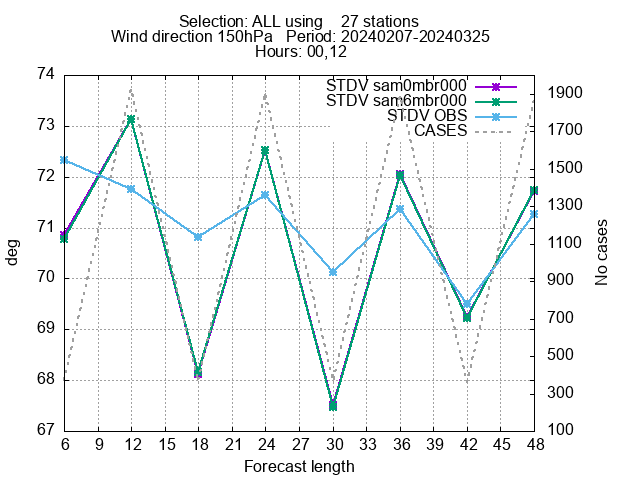 Selection: ALL using    27 stations
Wind direction 150hPa   Period: 20240207-20240325
Hours: 00,12
STDV sam0mbr000
STDV sam6mbr000
STDV OBS
CASES
74
73
72
71
70
69
68
67
deg
1900
1700
1500
1300
1100
900
700
500
300
100
No cases
6 9 12 15 18 21 24 27 30 33 36 39 42 45 48
Forecast length